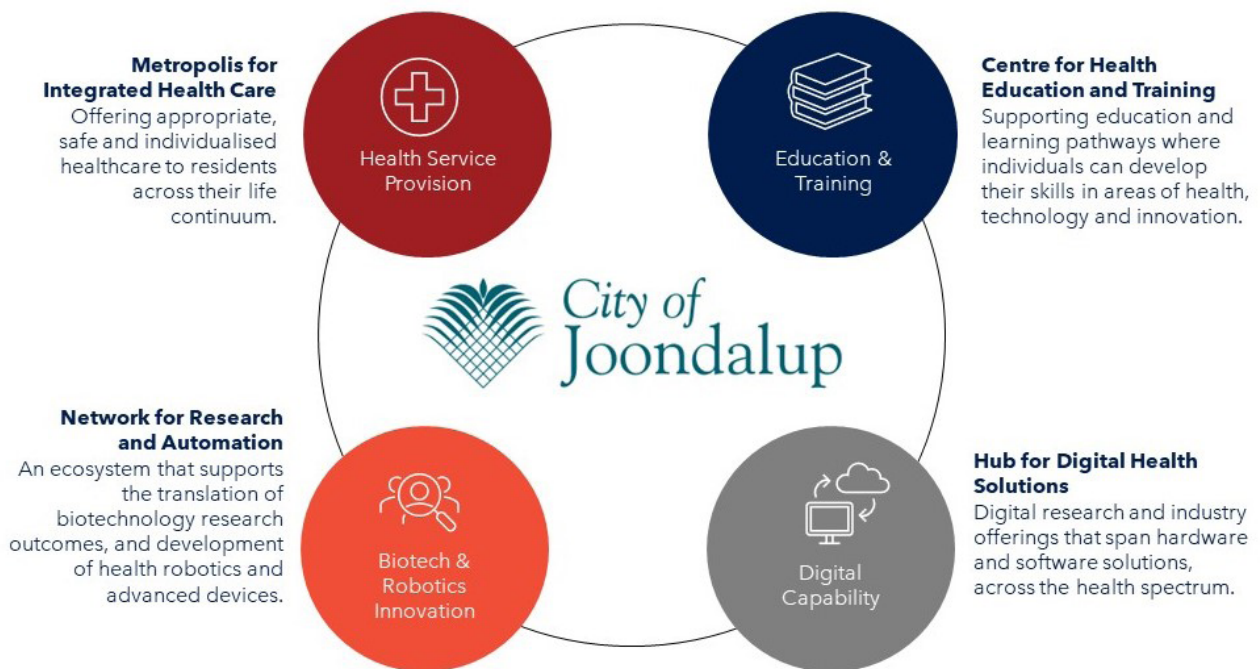 Metropolis for
Integrated Health Care
Offering appropriate,
safe and individualised
healthcare to residents
across their life
continuum.
Health Service
Provision
Education &
Training
Centre for Health
Education and Training
Supporting education and
learning pathways where
individuals can develop
their skills in areas of health,
technology and innovation.
City of
Joondalup
Network for Research
and Automation
An ecosystem that supports
the translation of
biotechnology research
outcomes, and development
of health robotics and
advanced devices.
Biotech &
Robotics
Innovation
Digital
Capability
Hub for Digital Health
Solutions
Digital research and industry
offerings that span hardware
and software solutions,
across the health spectrum.